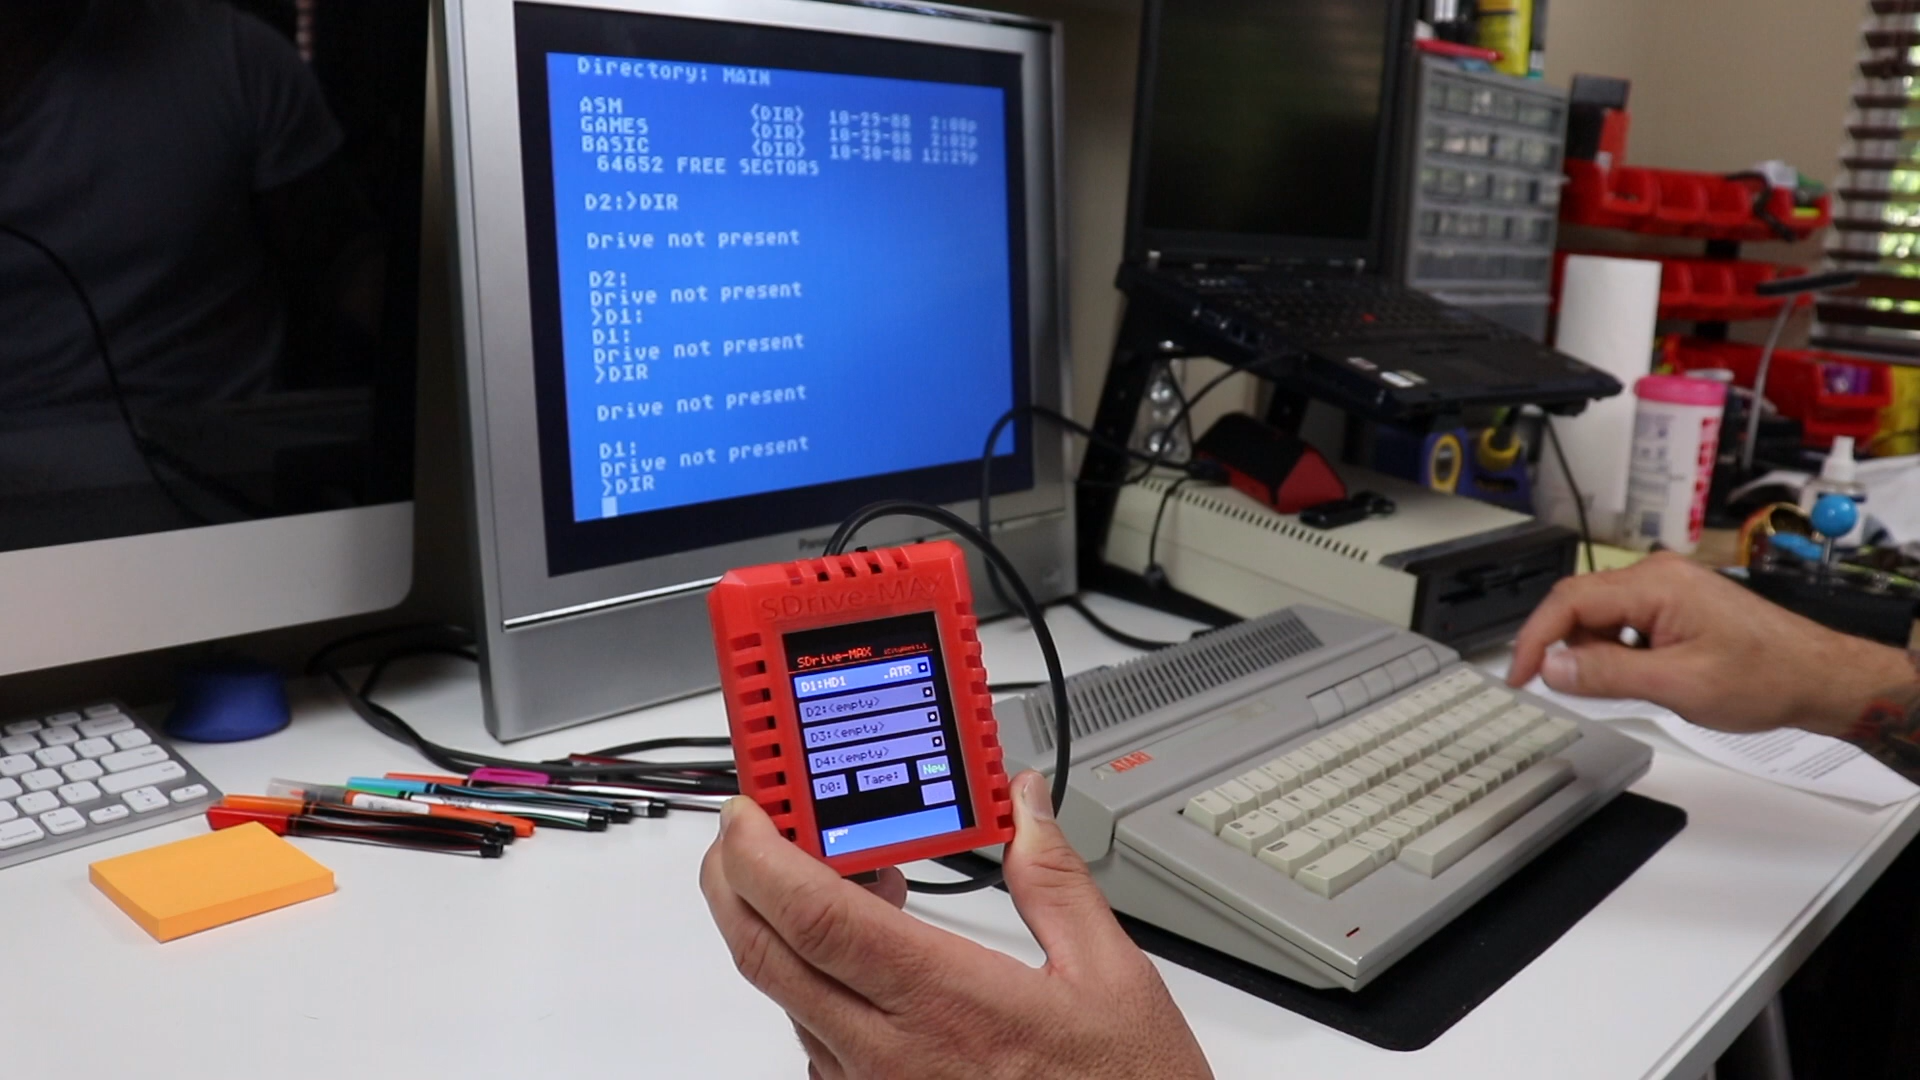 Directory: MAIN
ASM <DIR> 10-29-88 2:00p
GAMES <DIR> 10-29-88 2:02p
BASIC <DIR> 10-30-88 12:29p
64652 FREE SECTORS
D2:>DIR
Drive not present
D2:
Drive not present
>D1:
D1:
Drive not present
>DIR
Drive not present
D1:
Drive not present
>DIR
SDrive-MAX
SDrive-MAX
D1:HD1 .ATR
D2:<empty>
D3:<empty>
D4:<empty>
D0: Tape: New
READY
ATARI